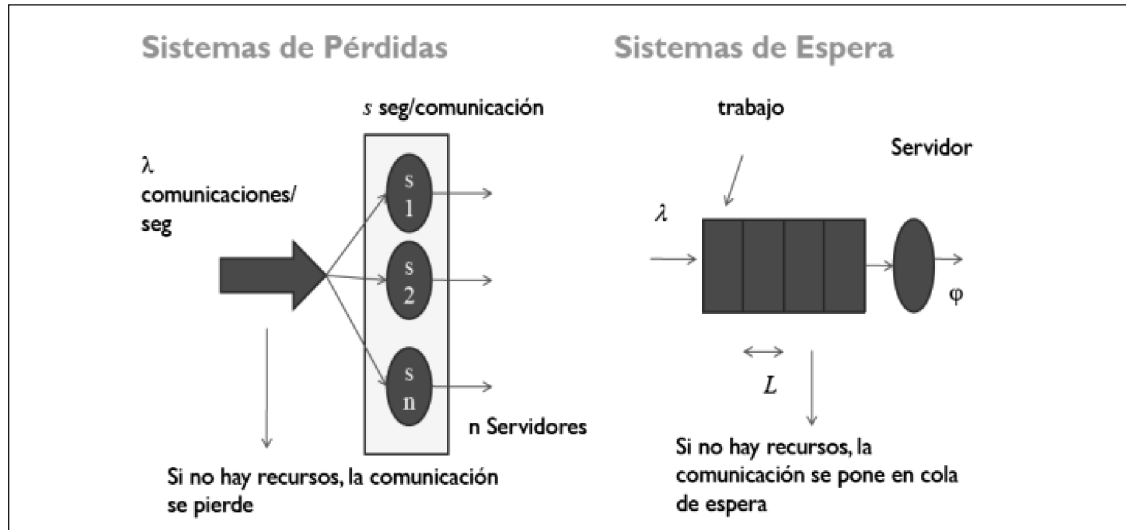 Sistemas de Pérdidas
s seg/comunicación
λ
comunicaciones/
seg
s
1
s
2
s
n
n Servidores
Si no hay recursos, la comunicación
se pierde
Sistemas de Espera
trabajo
Servidor
λ
φ
L
Si no hay recursos, la
comunicación se pone en cola
de espera